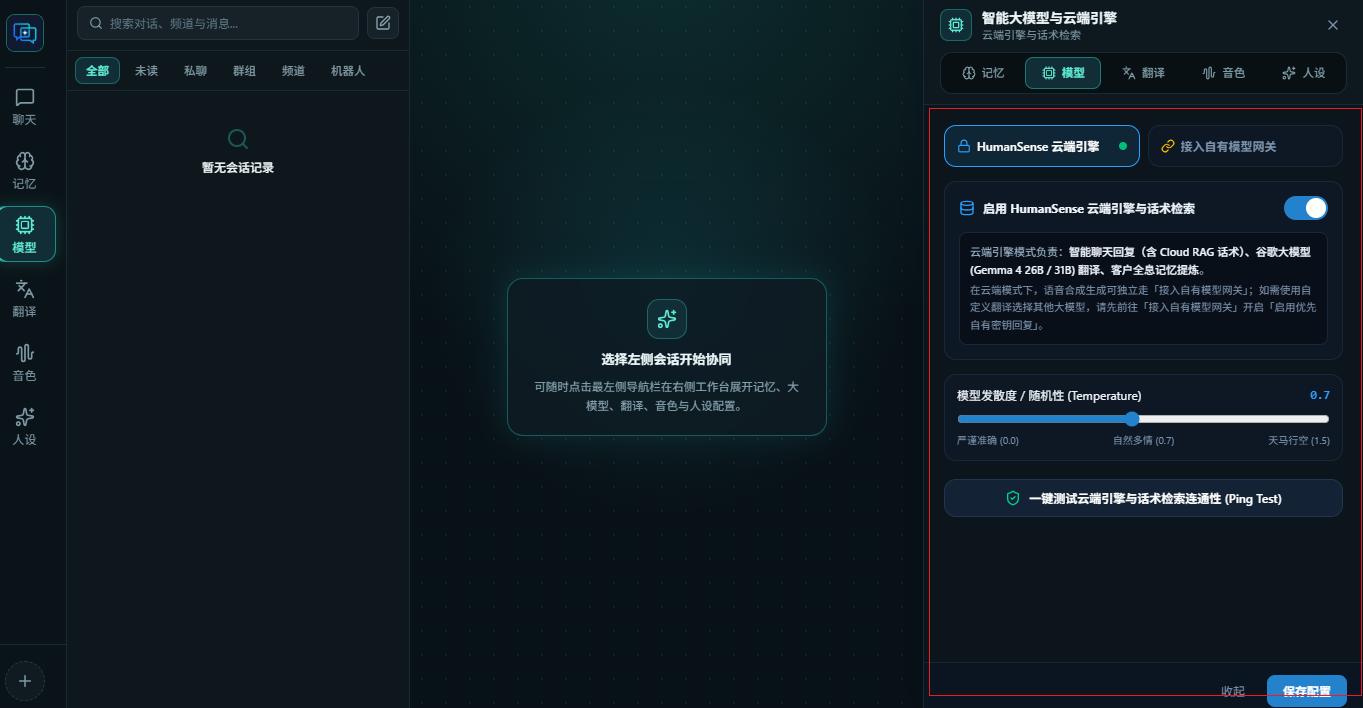 搜索对话、频道与消息...
全部 未读 私聊 群组 频道 机器人
聊天
记忆
模型
翻译
音色
人设
暂无会话记录
选择左侧会话开始协同
可随时点击最左侧导航栏在右侧工作台展开记忆、大
模型、翻译、音色与人设配置。
智能大模型与云端引擎
云端引擎与话术检索
记忆 模型 翻译 音色 人设
HumanSense 云端引擎 接入自有模型网关
启用 HumanSense 云端引擎与话术检索
云端引擎模式负责：智能聊天回复（含 Cloud RAG 话术）、谷歌大模型
(Gemma 4 26B / 31B) 翻译、客户全息记忆提炼。
在云端模式下，语音合成生成可独立走「接入自有模型网关」；如需使用自
定义翻译选择其他大模型，请先前往「接入自有模型网关」开启「启用优先
自有密钥回复」。
模型发散度 / 随机性 (Temperature) 0.7
严谨准确 (0.0) 自然多情 (0.7) 天马行空 (1.5)
一键测试云端引擎与话术检索连通性 (Ping Test)
收起 保存配置